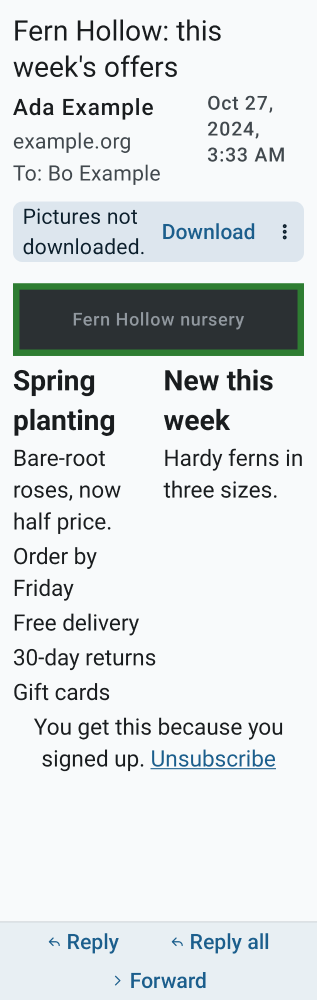 Fern Hollow: this
week's offers
Ada Example
example.org
To: Bo Example
Oct 27,
2024,
3:33 AM
Pictures not
downloaded.
Download
Fern Hollow nursery
Spring
planting
Bare-root
roses, now
half price.
Order by
Friday
Free delivery
30-day returns
Gift cards
New this
week
Hardy ferns in
three sizes.
You get this because you
signed up. Unsubscribe
Reply
Reply all
Forward